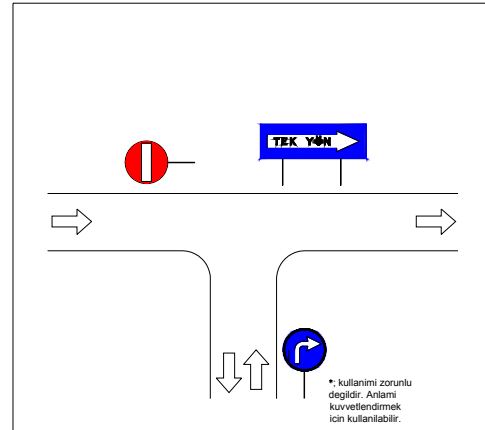 TEK YÖN
*; kullanimi zorunlu
degildir. Anlami
kuvvetlendirmek
icin kullanilabilir.